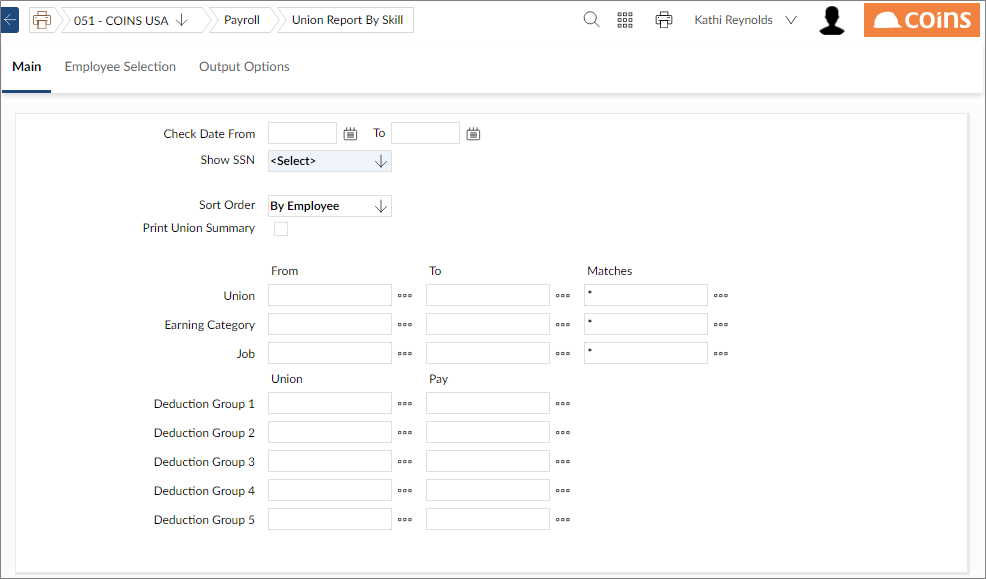 051 - COINS USA
Payroll
Union Report By Skill
Kathi Reynolds
coins
Main
Employee Selection
Output Options
Check Date From
To
Show SSN
<Select>
Sort Order
By Employee
Print Union Summary
From To Matches
Union *
Earning Category *
Job *
Union Pay
Deduction Group 1
Deduction Group 2
Deduction Group 3
Deduction Group 4
Deduction Group 5